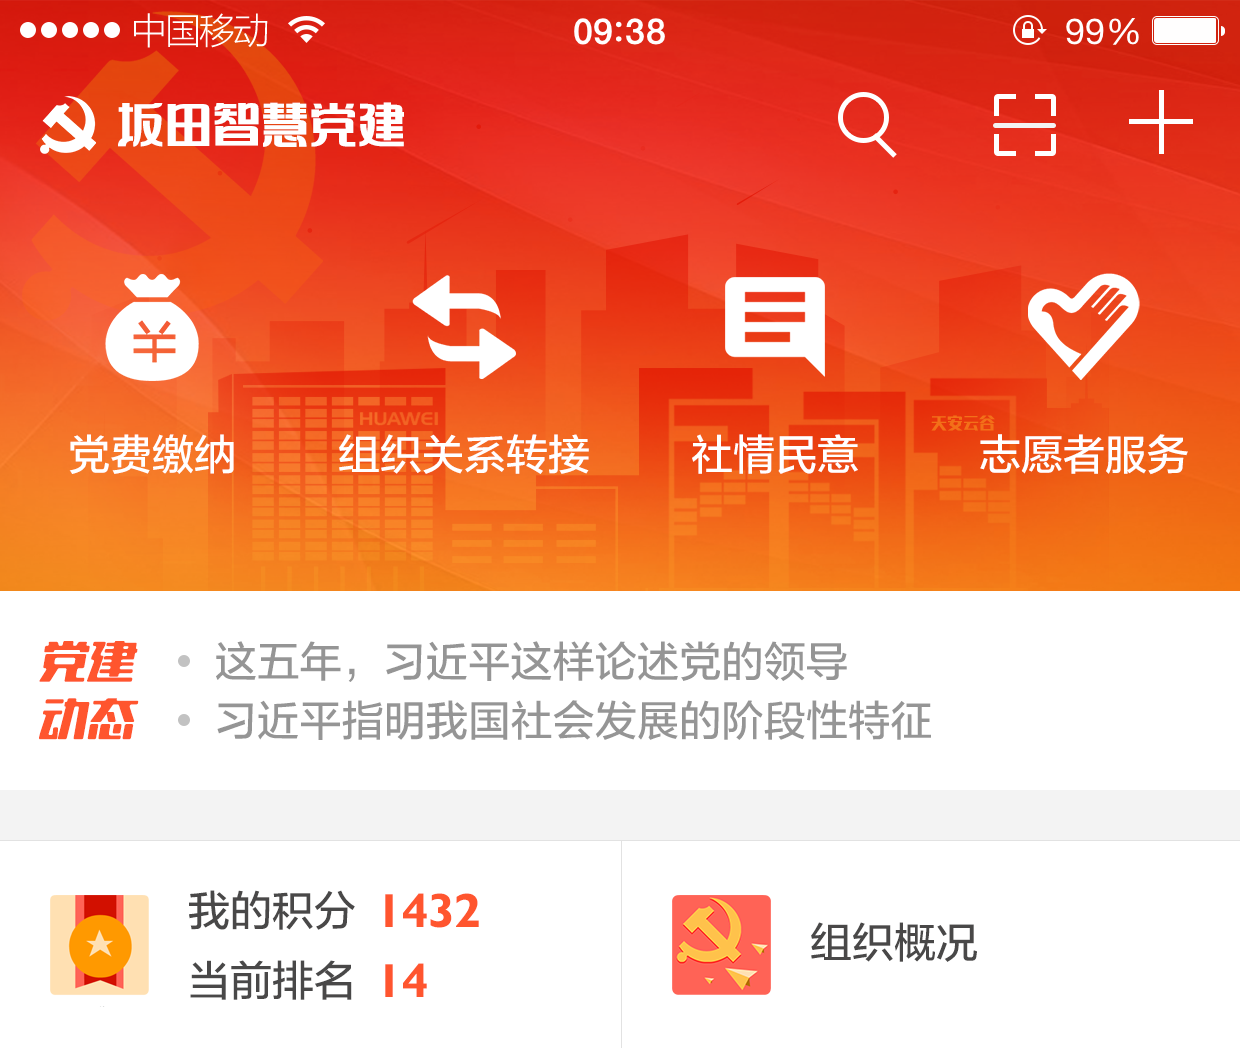 中国移动 09:38 99%
坂田智慧党建
HUAWEI
天安云谷
党费缴纳 组织关系转接 社情民意 志愿者服务
党建 • 这五年，习近平这样论述党的领导
动态 • 习近平指明我国社会发展的阶段性特征
我的积分 1432
当前排名 14
组织概况